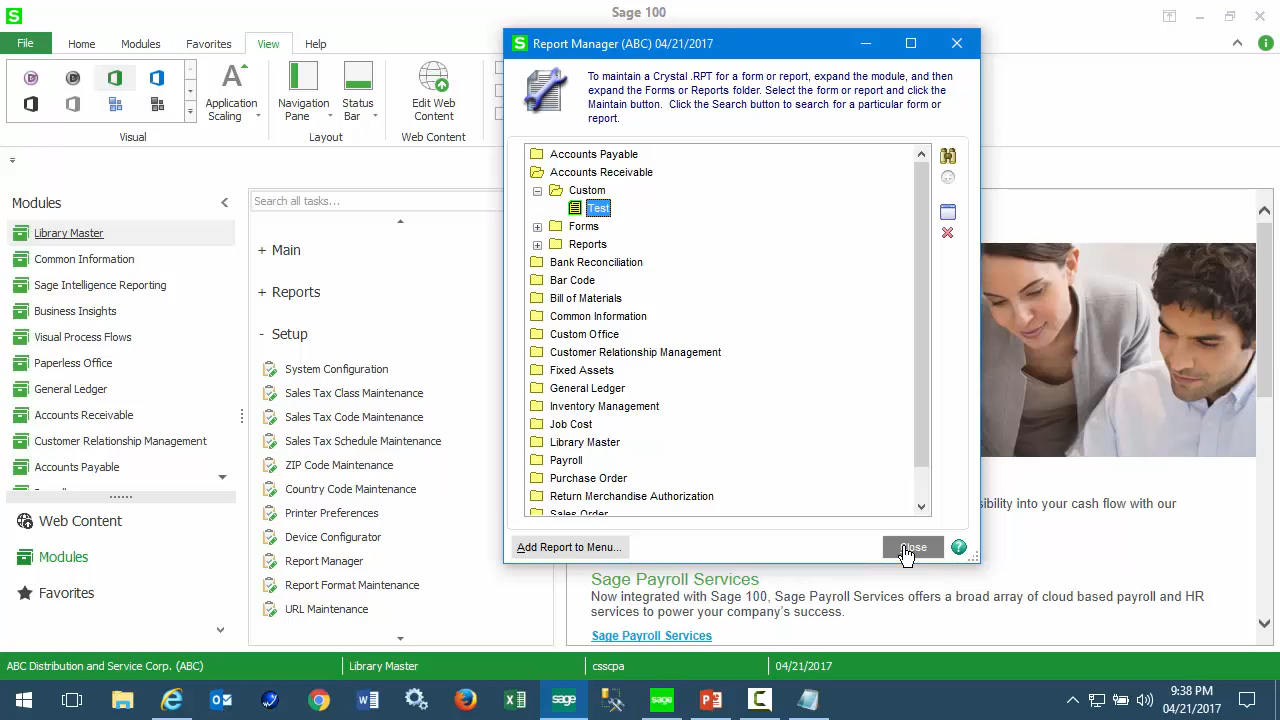 Sage 100
File
Home
Modules
Favorites
View
Help
Application Scaling
Navigation Pane
Status Bar
Edit Web Content
Visual
Layout
Web Content
Report Manager (ABC) 04/21/2017
To maintain a Crystal .RPT for a form or report, expand the module, and then
expand the Forms or Reports folder. Select the form or report and click the
Maintain button. Click the Search button to search for a particular form or
report.
Accounts Payable
Accounts Receivable
Custom
Test
Forms
Reports
Bank Reconciliation
Bar Code
Bill of Materials
Common Information
Custom Office
Customer Relationship Management
Fixed Assets
General Ledger
Inventory Management
Job Cost
Library Master
Payroll
Purchase Order
Return Merchandise Authorization
Sales Order
Add Report to Menu...
Close
Modules
Library Master
Common Information
Sage Intelligence Reporting
Business Insights
Visual Process Flows
Paperless Office
General Ledger
Accounts Receivable
Customer Relationship Management
Accounts Payable
Web Content
Modules
Favorites
Search all tasks...
+ Main
+ Reports
- Setup
System Configuration
Sales Tax Class Maintenance
Sales Tax Code Maintenance
Sales Tax Schedule Maintenance
ZIP Code Maintenance
Country Code Maintenance
Printer Preferences
Device Configurator
Report Manager
Report Format Maintenance
URL Maintenance
sibility into your cash flow with our
Sage Payroll Services
Now integrated with Sage 100, Sage Payroll Services offers a broad array of cloud based payroll and HR
services to power your company's success.
Sage Payroll Services
ABC Distribution and Service Corp. (ABC)
Library Master
csscpa
04/21/2017
sage
sage
9:38 PM
04/21/2017